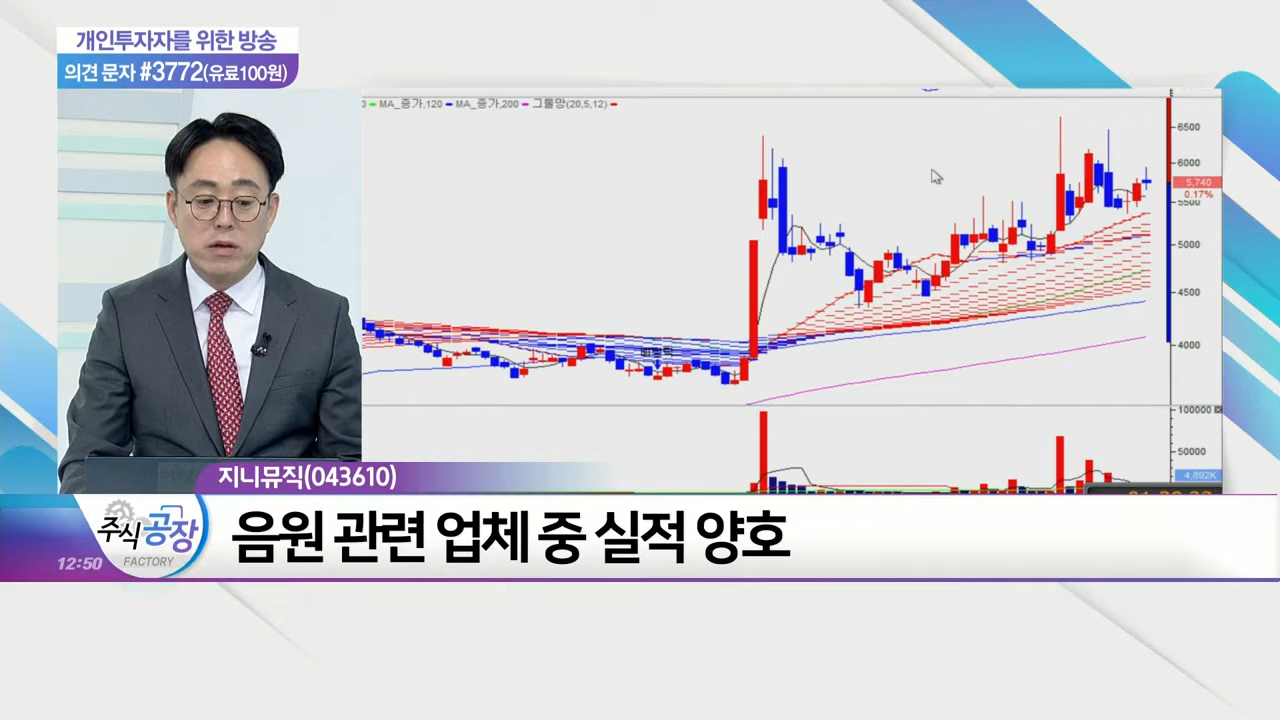 개인투자자를 위한 방송
의견 문자 #3772(유료100원)
MA_종가,120 MA_종가,200 그물망(20,5,12)
6500
6000
5,740
0.17%
5500
5000
4500
4000
100000
50000
4,892K
지니뮤직(043610)
주식공장
FACTORY
12:50
음원 관련 업체 중 실적 양호